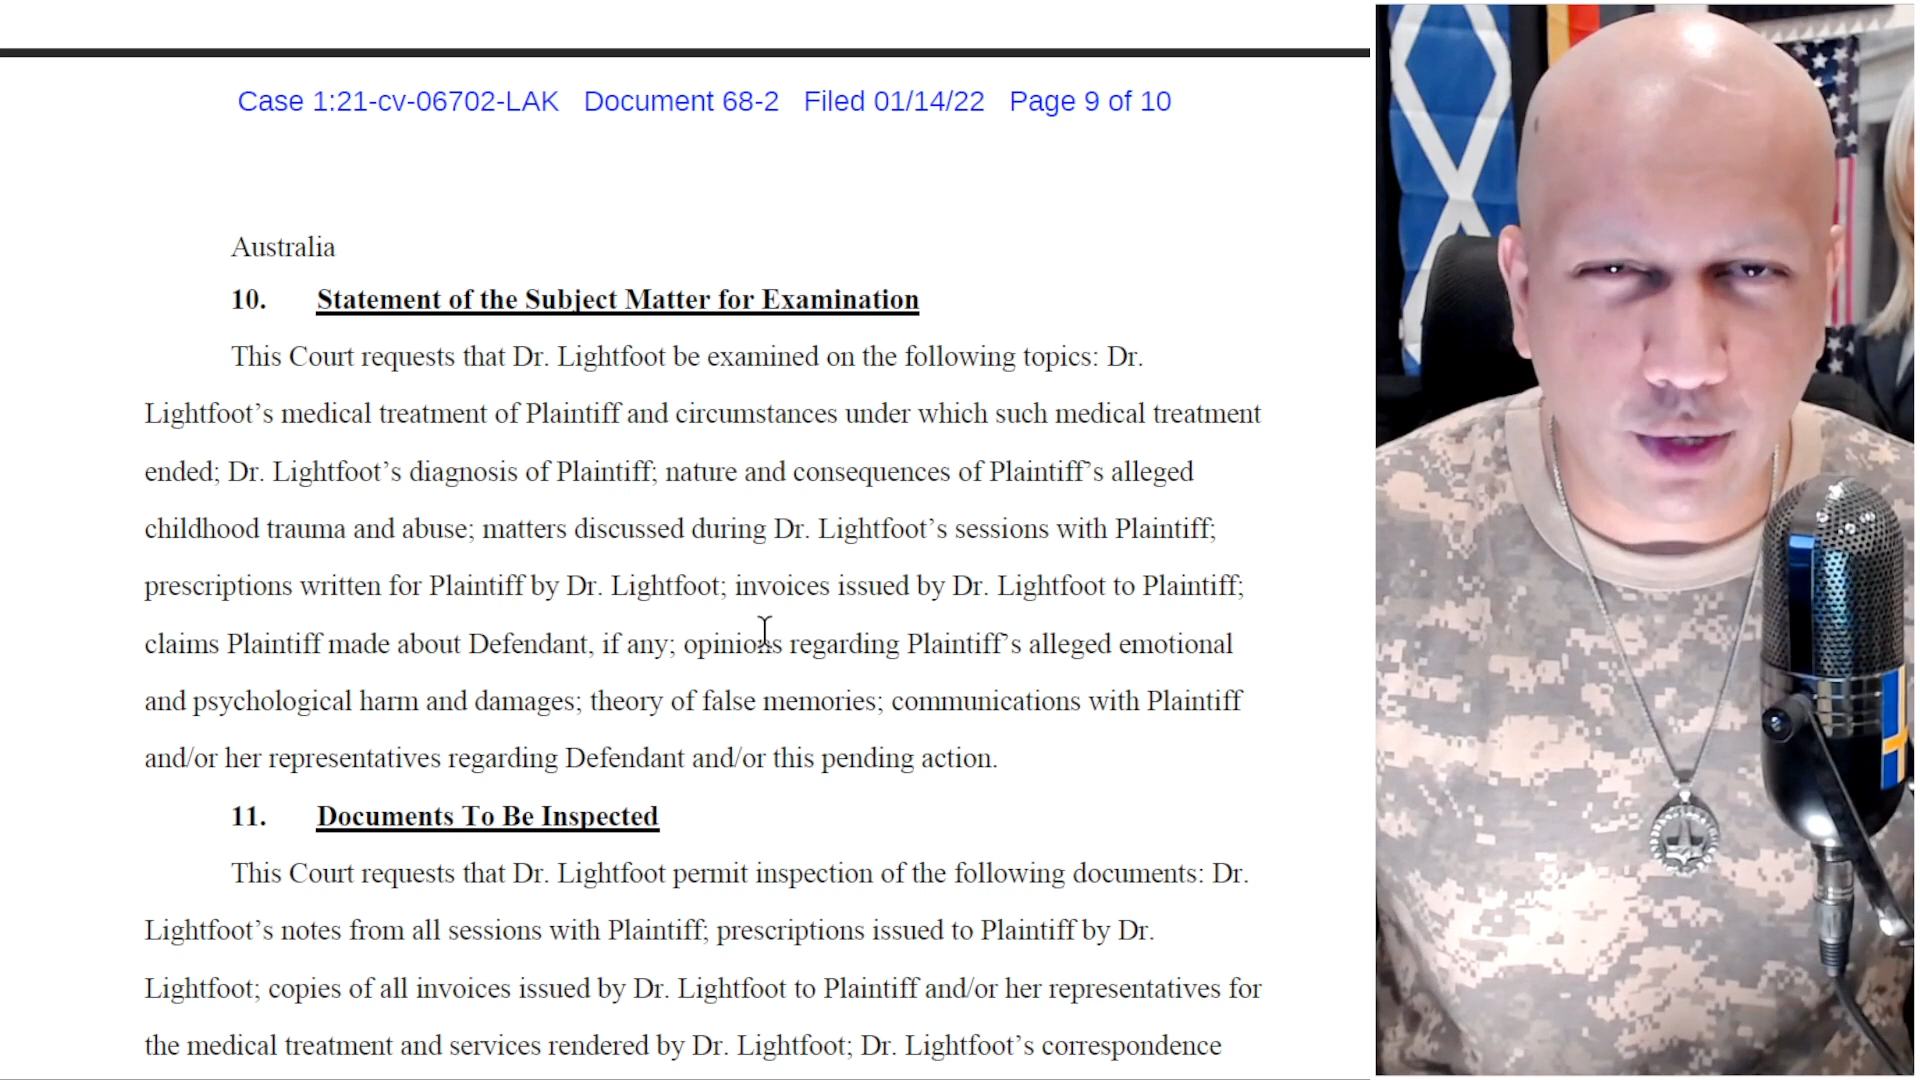 Case 1:21-cv-06702-LAK Document 68-2 Filed 01/14/22 Page 9 of 10
Australia
10. Statement of the Subject Matter for Examination
This Court requests that Dr. Lightfoot be examined on the following topics: Dr.
Lightfoot’s medical treatment of Plaintiff and circumstances under which such medical treatment
ended; Dr. Lightfoot’s diagnosis of Plaintiff; nature and consequences of Plaintiff’s alleged
childhood trauma and abuse; matters discussed during Dr. Lightfoot’s sessions with Plaintiff;
prescriptions written for Plaintiff by Dr. Lightfoot; invoices issued by Dr. Lightfoot to Plaintiff;
claims Plaintiff made about Defendant, if any; opinions regarding Plaintiff’s alleged emotional
and psychological harm and damages; theory of false memories; communications with Plaintiff
and/or her representatives regarding Defendant and/or this pending action.
11. Documents To Be Inspected
This Court requests that Dr. Lightfoot permit inspection of the following documents: Dr.
Lightfoot’s notes from all sessions with Plaintiff; prescriptions issued to Plaintiff by Dr.
Lightfoot; copies of all invoices issued by Dr. Lightfoot to Plaintiff and/or her representatives for
the medical treatment and services rendered by Dr. Lightfoot; Dr. Lightfoot’s correspondence